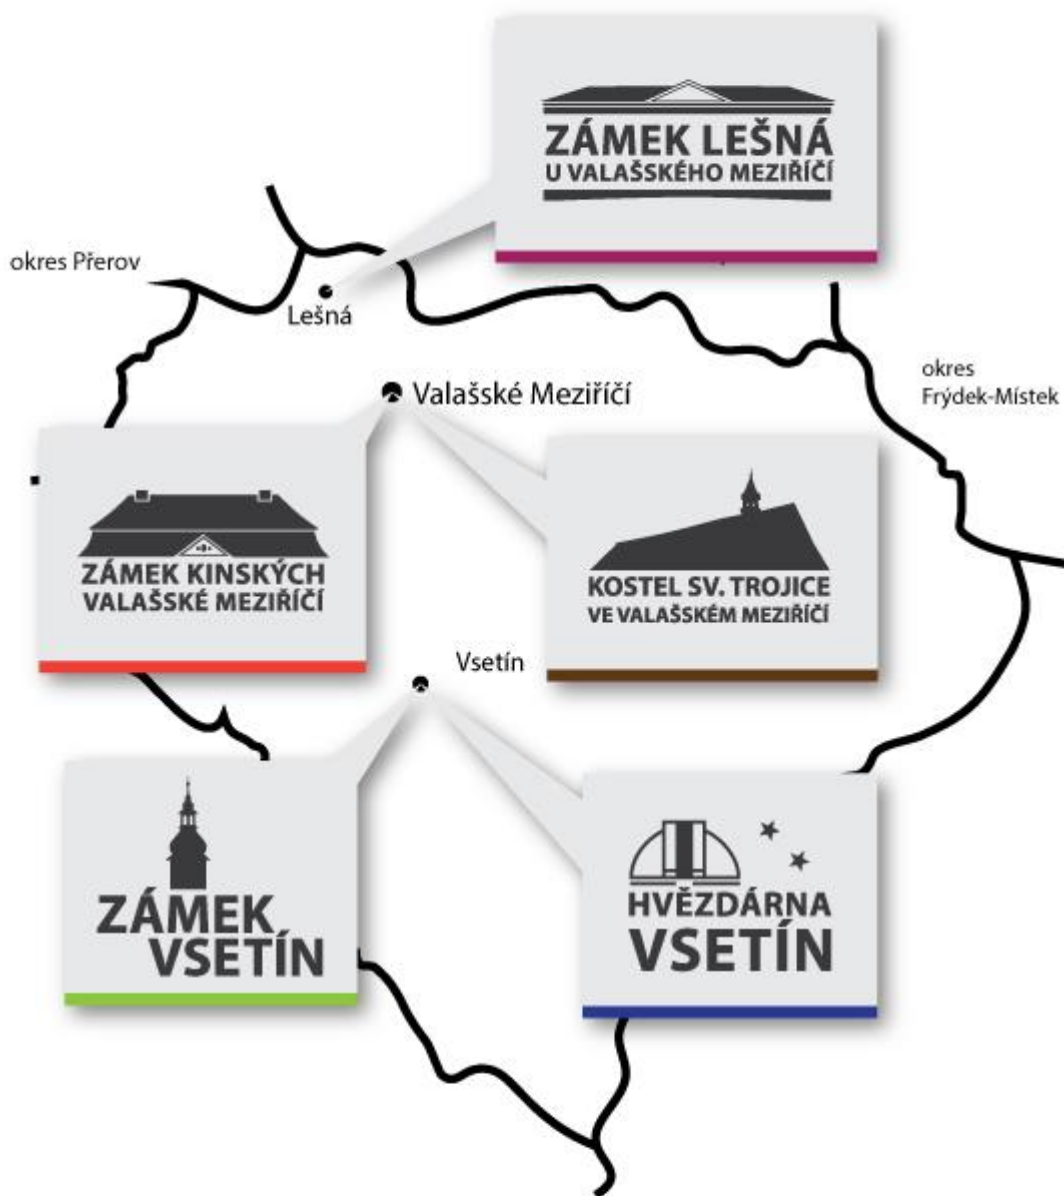 ZÁMEK LEŠNÁ
U VALAŠSKÉHO MEZIŘÍČÍ
okres Přerov
Lešná
okres
Frýdek-Místek
Valašské Meziříčí
ZÁMEK KINSKÝCH
VALAŠSKÉ MEZIŘÍČÍ
KOSTEL SV. TROJICE
VE VALAŠSKÉM MEZIŘÍČÍ
Vsetín
ZÁMEK
VSETÍN
HVĚZDÁRNA
VSETÍN